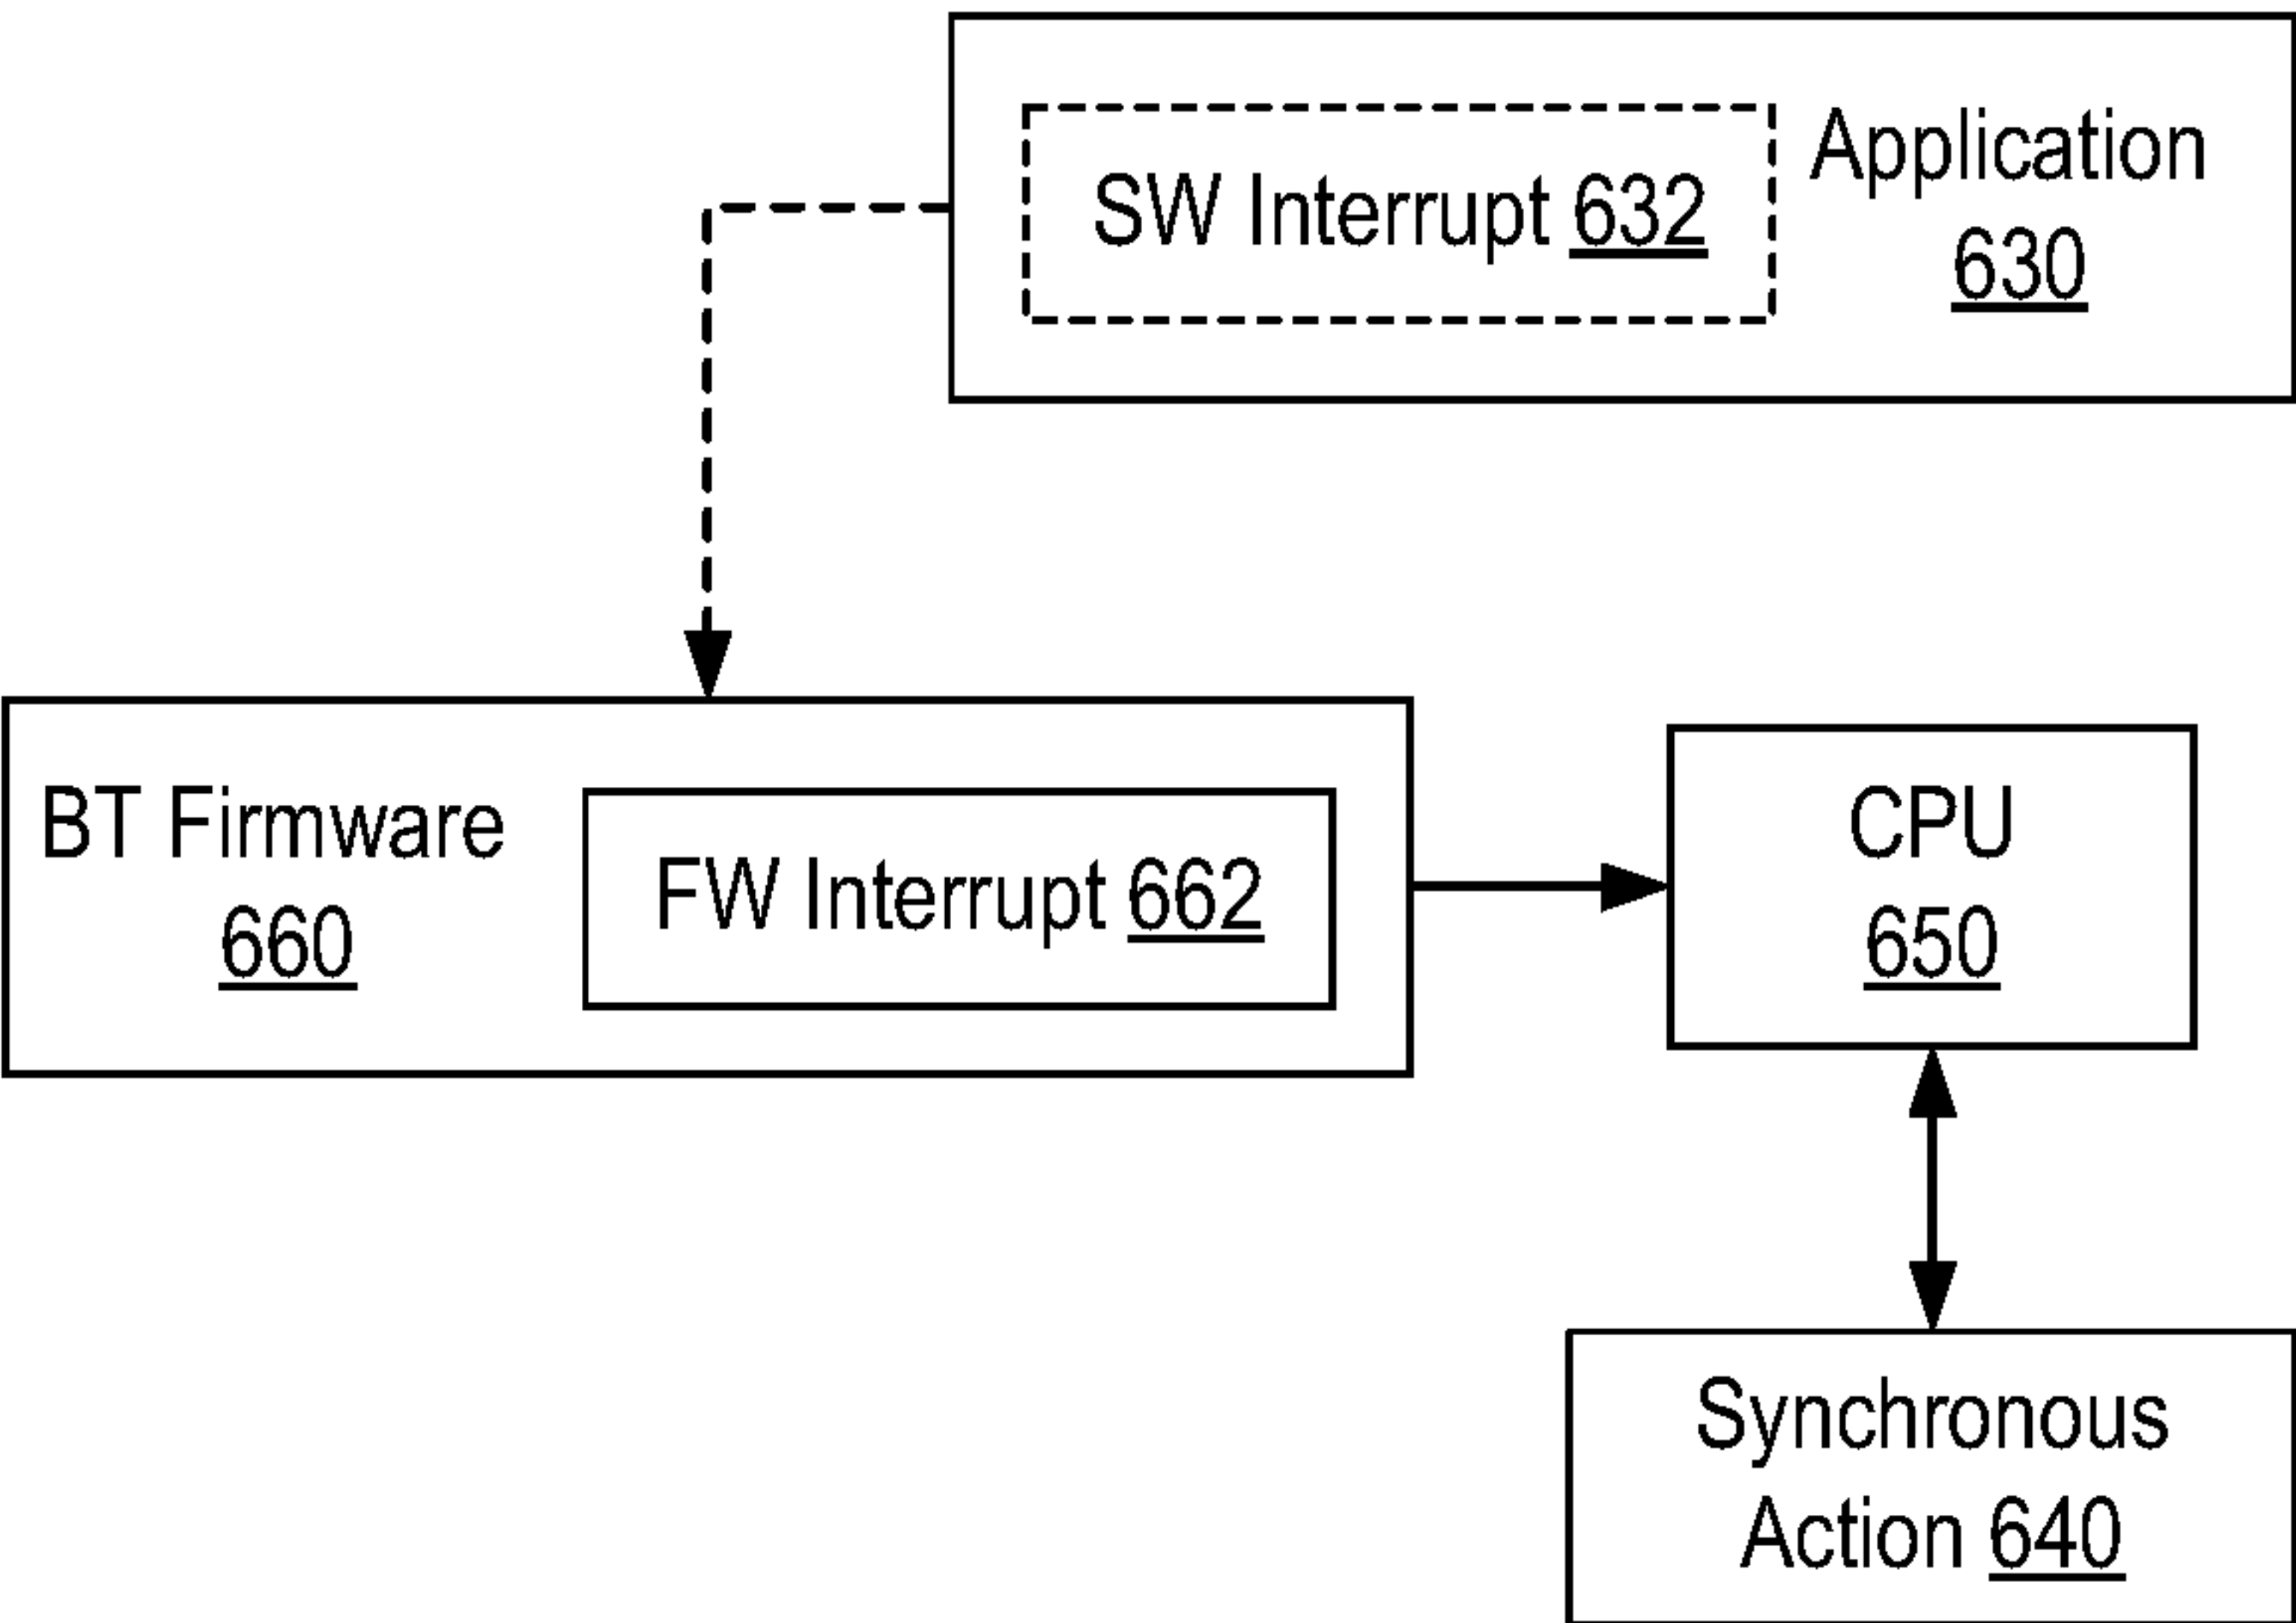 SW Interrupt 632
Application
630
BT Firmware
660
FW Interrupt 662
CPU
650
Synchronous
Action 640